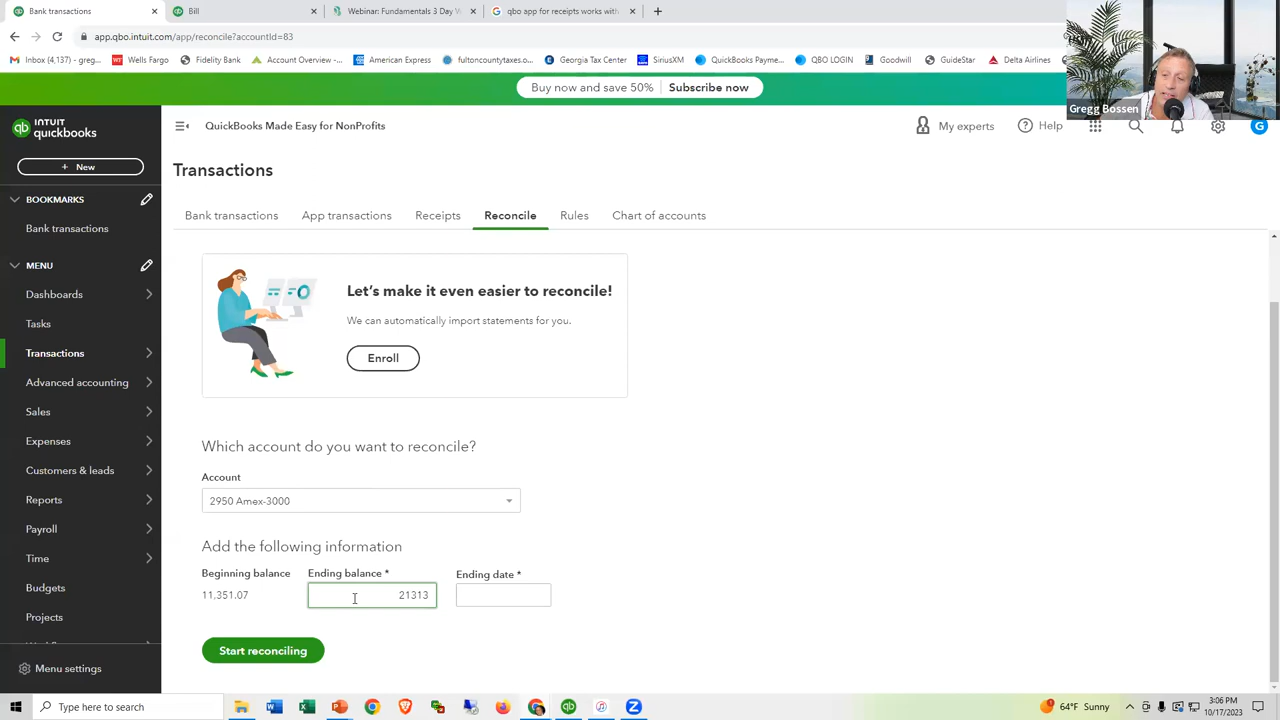 Bank transactions
Bill
Webinar: Fundamentals 3 Day V
qbo app for receipts works with
app.qbo.intuit.com/app/reconcile?accountId=83
Inbox (4,137) - greg...
Wells Fargo
Fidelity Bank
Account Overview -...
American Express
fultoncountytaxes.o...
Georgia Tax Center
SiriusXM
QuickBooks Payme...
QBO LOGIN
Goodwill
GuideStar
Delta Airlines
Buy now and save 50%
Subscribe now
Gregg Bossen
INTUIT
quickbooks
QuickBooks Made Easy for NonProfits
My experts
Help
G
+ New
Transactions
BOOKMARKS
Bank transactions
Bank transactions
App transactions
Receipts
Reconcile
Rules
Chart of accounts
MENU
Dashboards
Tasks
Transactions
Advanced accounting
Sales
Expenses
Customers & leads
Reports
Payroll
Time
Budgets
Projects
Menu settings
Let's make it even easier to reconcile!
We can automatically import statements for you.
Enroll
Which account do you want to reconcile?
Account
2950 Amex-3000
Add the following information
Beginning balance
Ending balance *
Ending date *
11,351.07
21313
Start reconciling
Type here to search
64°F Sunny
3:06 PM
10/17/2023